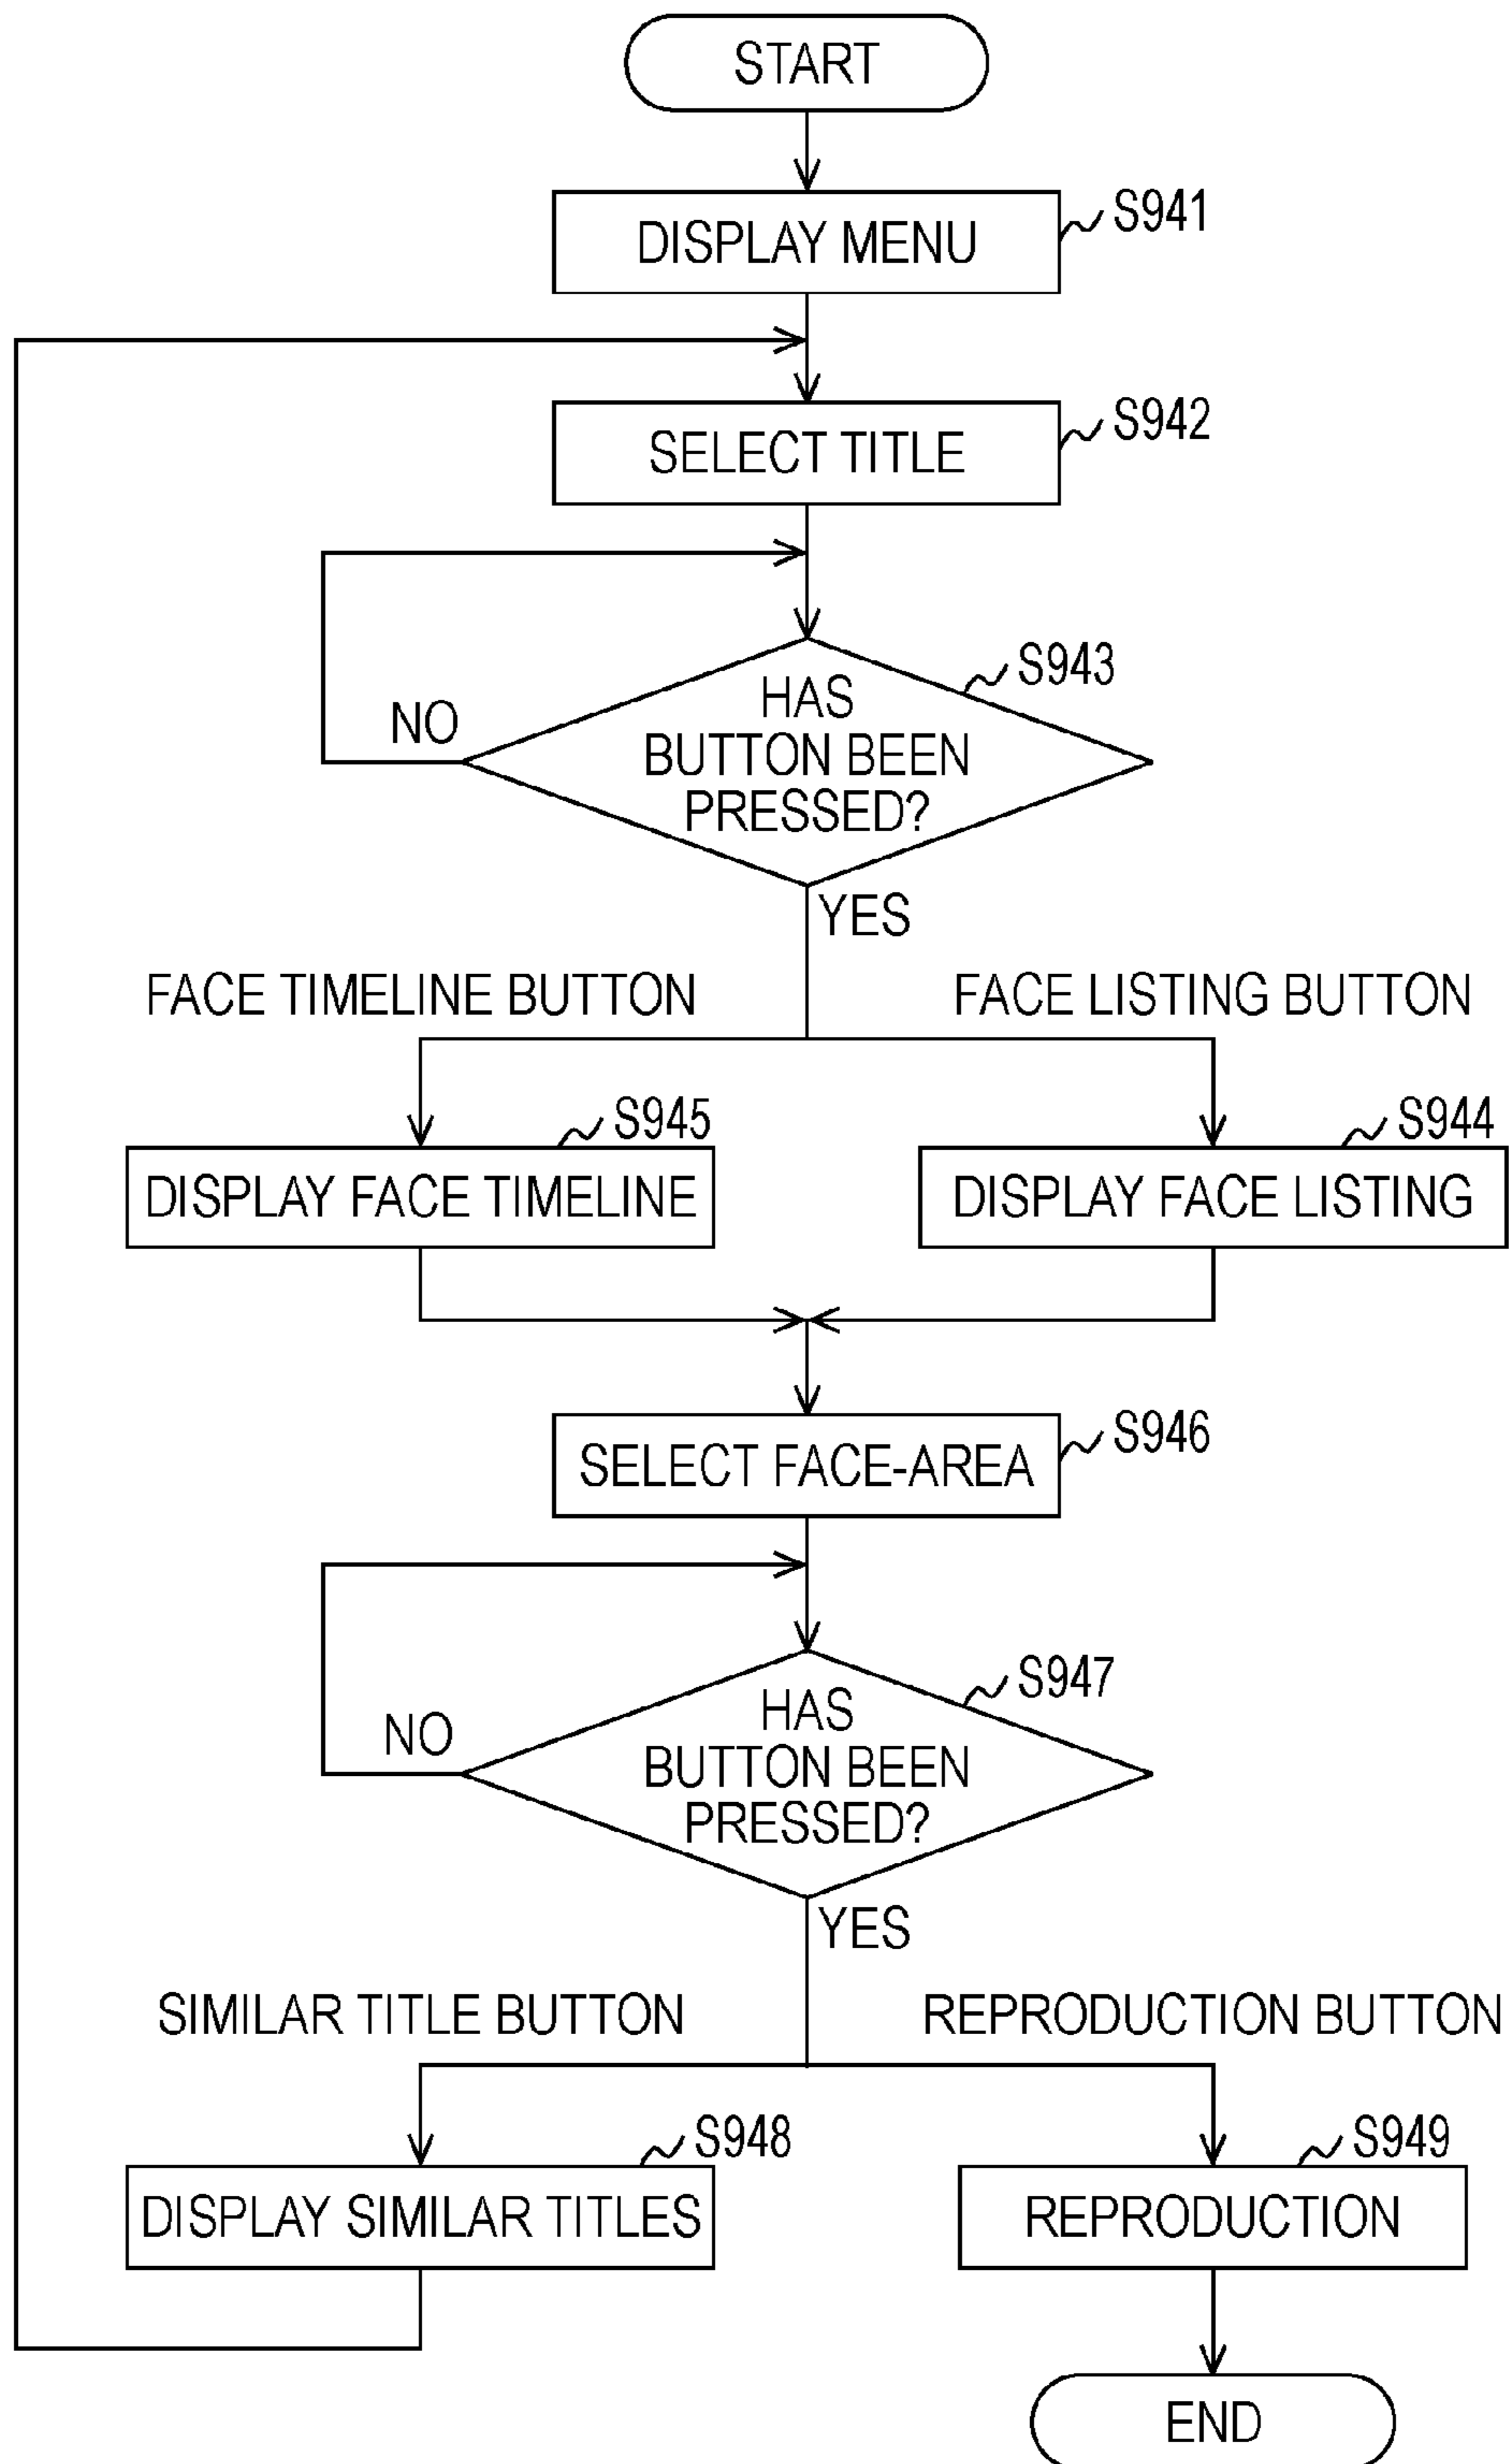 START
DISPLAY MENU
S941
SELECT TITLE
S942
HAS
BUTTON BEEN
PRESSED?
S943
NO
YES
FACE TIMELINE BUTTON
FACE LISTING BUTTON
S945
DISPLAY FACE TIMELINE
S944
DISPLAY FACE LISTING
SELECT FACE-AREA
S946
HAS
BUTTON BEEN
PRESSED?
S947
NO
YES
SIMILAR TITLE BUTTON
REPRODUCTION BUTTON
S948
DISPLAY SIMILAR TITLES
S949
REPRODUCTION
END